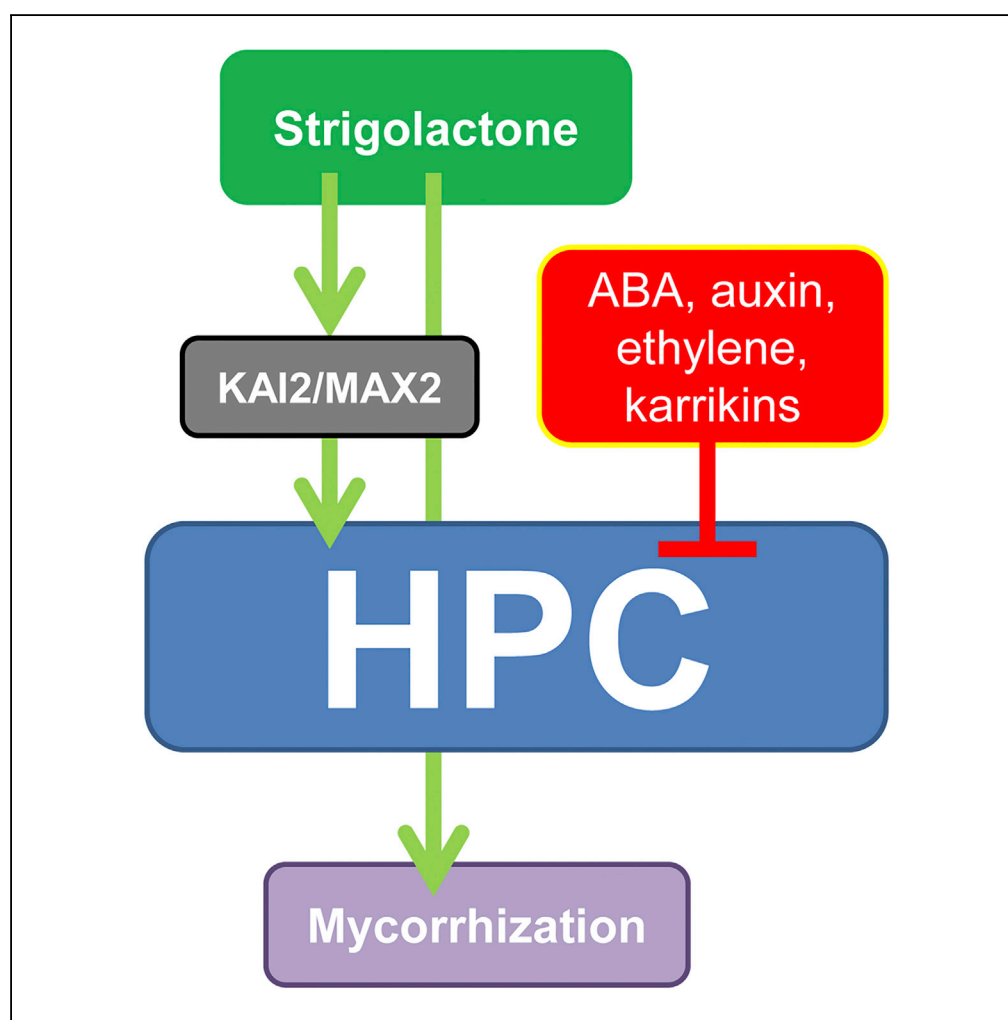 Strigolactone
ABA, auxin,
ethylene,
karrikins
KAI2/MAX2
HPC
Mycorrhization